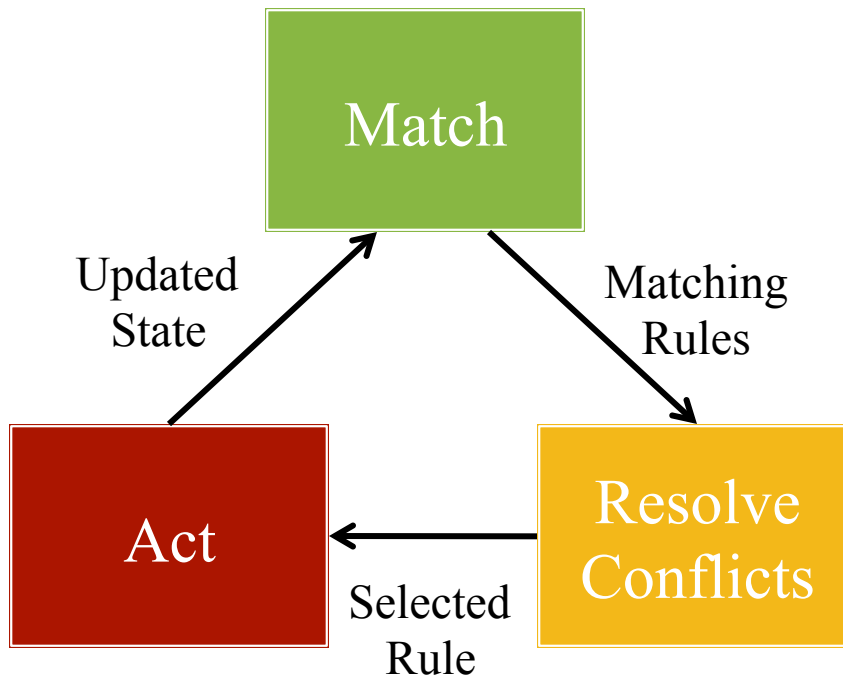 Match
Updated
State
Matching
Rules
Act
Resolve
Conflicts
Selected
Rule